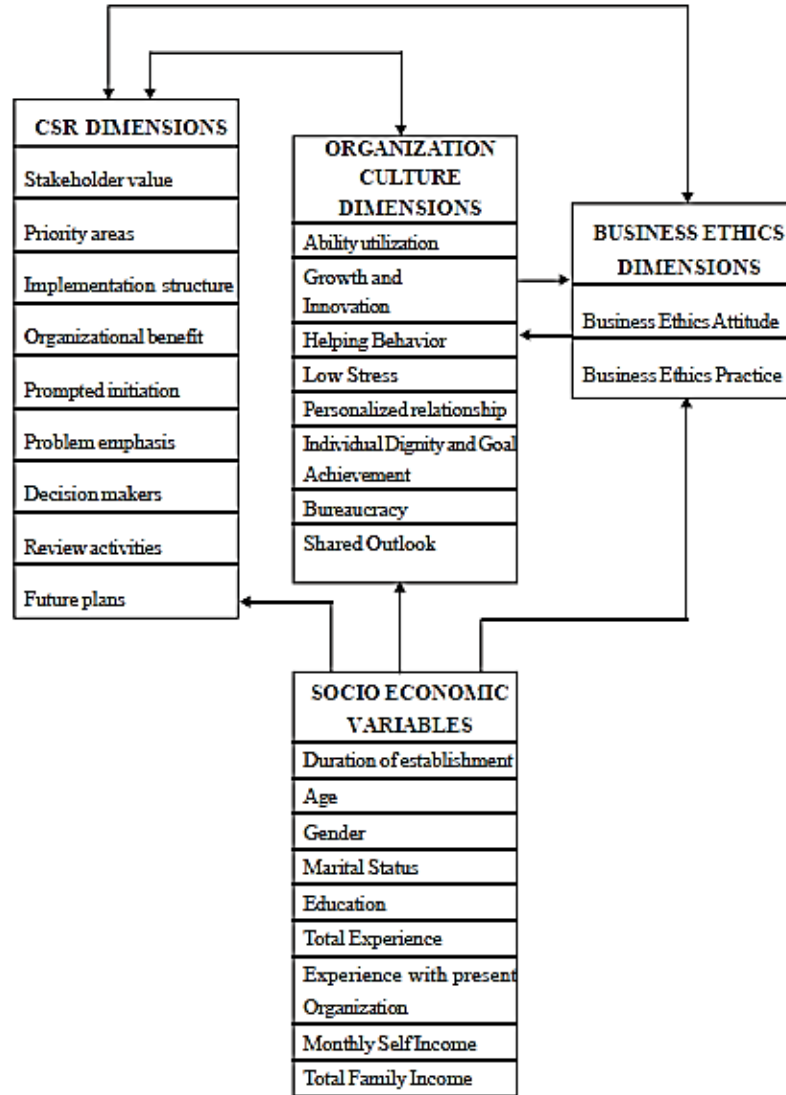 CSR DIMENSIONS
Stakeholder value
Priority areas
Implementation structure
Organizational benefit
Prompted initiation
Problem emphasis
Decision makers
Review activities
Future plans
ORGANIZATION
CULTURE
DIMENSIONS
Ability utilization
Growth and
Innovation
Helping Behavior
Low Stress
Personalized relationship
Individual Dignity and Goal
Achievement
Bureaucracy
Shared Outlook
BUSINESS ETHICS
DIMENSIONS
Business Ethics Attitude
Business Ethics Practice
SOCIO ECONOMIC
VARIABLES
Duration of establishment
Age
Gender
Marital Status
Education
Total Experience
Experience with present
Organization
Monthly Self Income
Total Family Income